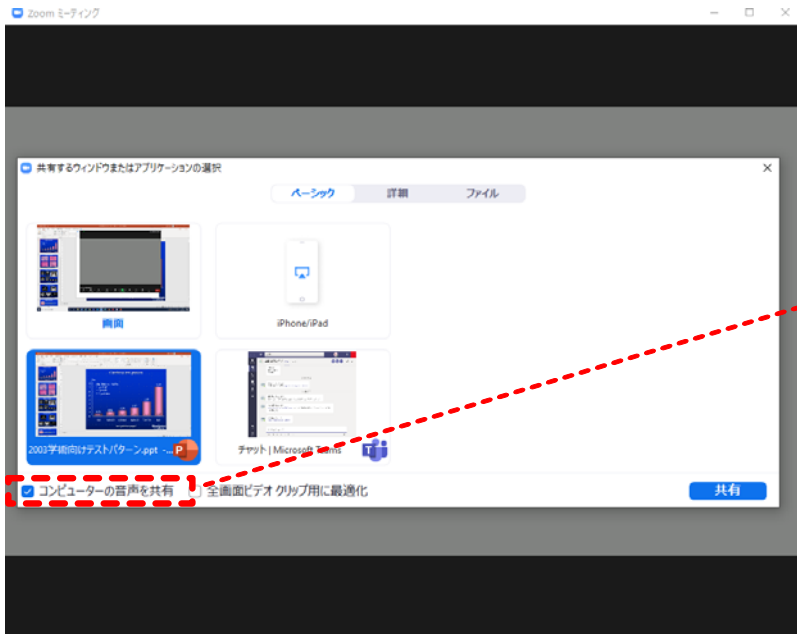 Zoom ミーティング
共有するウィンドウまたはアプリケーションの選択
ベーシック
詳細
ファイル
画面
iPhone/iPad
2003学術向けテストパターン.ppt -...
チャット | Microsoft Teams
コンピューターの音声を共有
全画面ビデオ クリップ用に最適化
共有